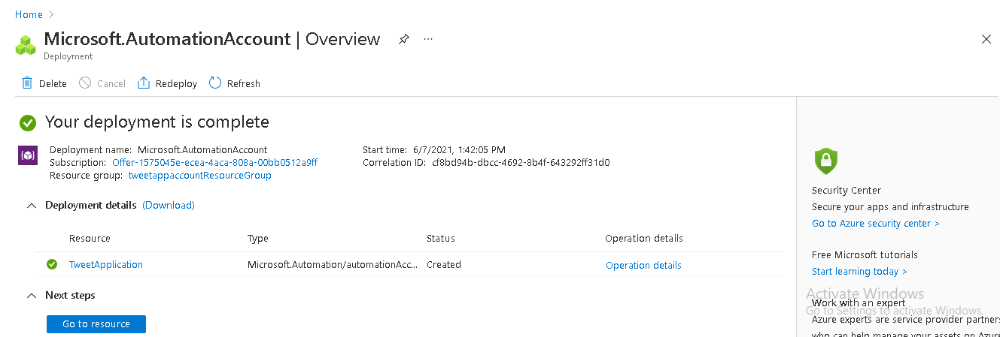 Home >
Microsoft.AutomationAccount | Overview ...
Deployment
Delete Cancel Redeploy Refresh
Your deployment is complete
Deployment name: Microsoft.AutomationAccount
Subscription: Offer-1575045e-ecea-4aca-808a-00bb0512a9ff
Resource group: tweetappaccountResourceGroup
Start time: 6/7/2021, 1:42:05 PM
Correlation ID: cf8bd94b-dbcc-4692-8b4f-643292ff31d0
Deployment details (Download)
Resource Type Status Operation details
TweetApplication Microsoft.Automation/automationAcc... Created Operation details
Next steps
Go to resource
Security Center
Secure your apps and infrastructure
Go to Azure security center >
Free Microsoft tutorials
Start learning today >
Activate Windows
Work with an expert
Go to Settings to activate Windows.
Azure experts are service provider partners
who can help manage your assets on Azure